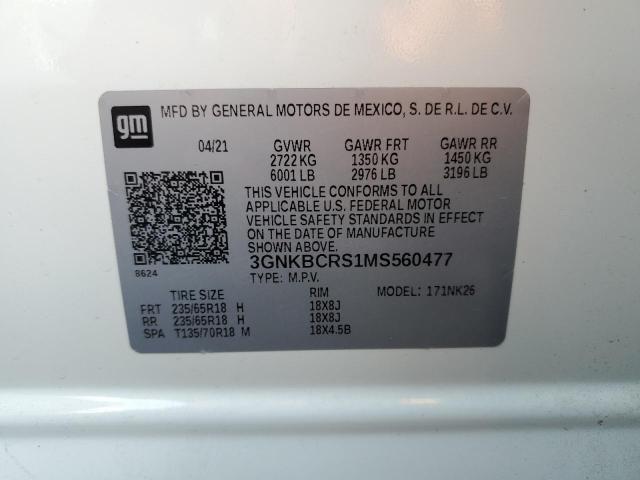 gm
MFD BY GENERAL MOTORS DE MEXICO, S. DE R.L. DE C.V.
04/21 GVWR GAWR FRT GAWR RR
2722 KG 1350 KG 1450 KG
6001 LB 2976 LB 3196 LB
THIS VEHICLE CONFORMS TO ALL
APPLICABLE U.S. FEDERAL MOTOR
VEHICLE SAFETY STANDARDS IN EFFECT
ON THE DATE OF MANUFACTURE
SHOWN ABOVE.
3GNKBCRS1MS560477
8624
TYPE: M.P.V. MODEL: 171NK26
TIRE SIZE RIM
FRT 235/65R18 H 18X8J
RR 235/65R18 H 18X8J
SPA T135/70R18 M 18X4.5B